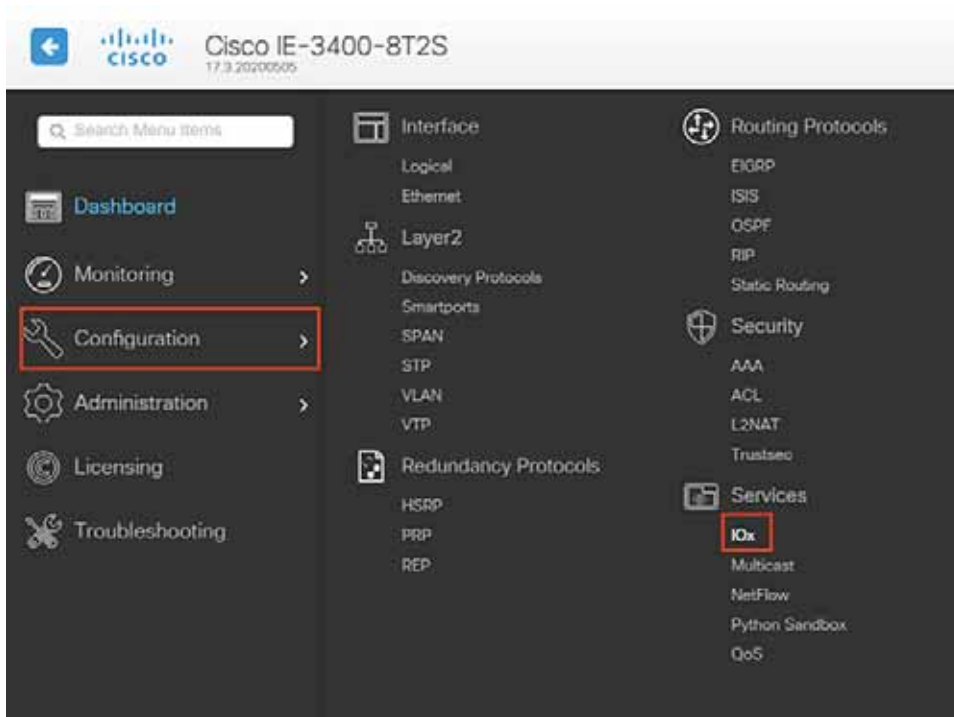 CISCO
Cisco IE-3400-8T2S
17.3.20200505
Search Menu Items
Dashboard
Monitoring
Configuration
Administration
Licensing
Troubleshooting
Interface
Logical
Ethernet
Layer2
Discovery Protocols
Smartports
SPAN
STP
VLAN
VTP
Redundancy Protocols
HSRP
PRP
REP
Routing Protocols
EIGRP
ISIS
OSPF
RIP
Static Routing
Security
AAA
ACL
L2NAT
Trustsec
Services
IOx
Multicast
NetFlow
Python Sandbox
QoS